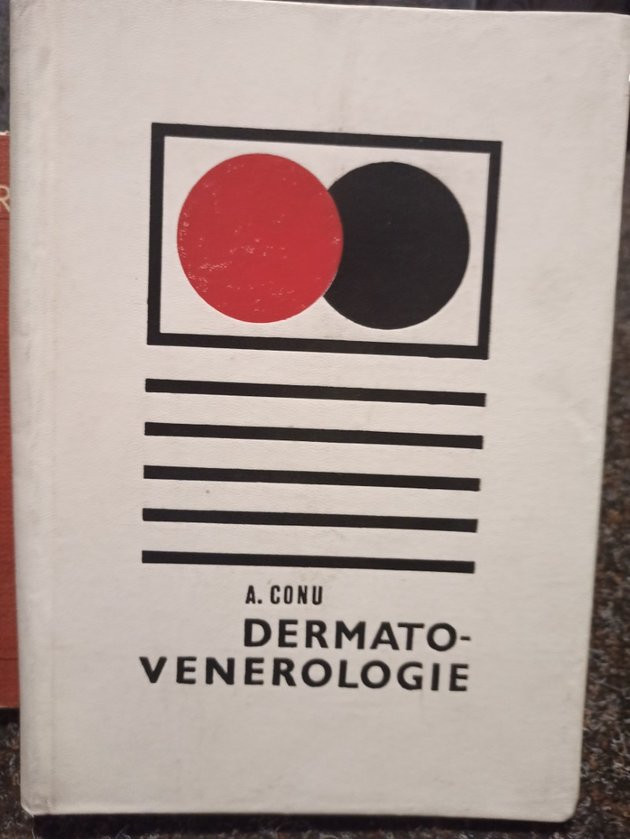 R
A. CONU
DERMATO-
VENEROLOGIE